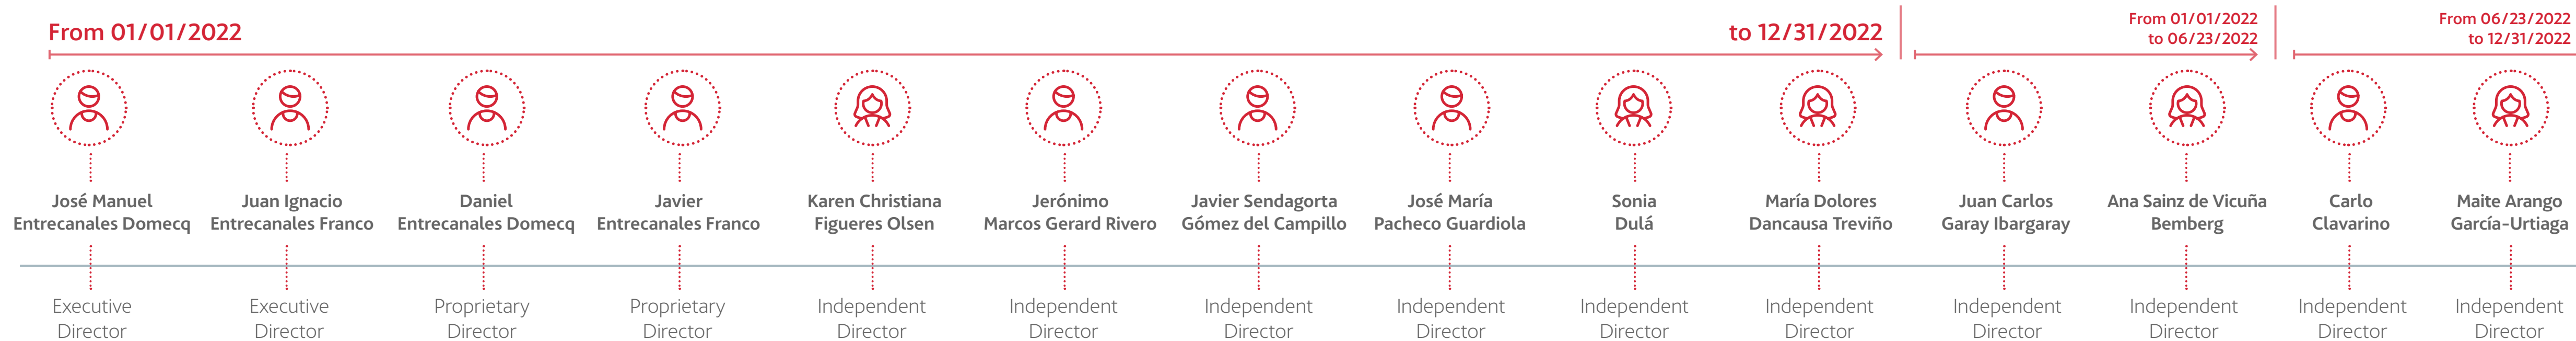 From 01/01/2022
to 12/31/2022
From 01/01/2022
to 06/23/2022
From 06/23/2022
to 12/31/2022
José Manuel
Entrecanales Domecq
Juan Ignacio
Entrecanales Franco
Daniel
Entrecanales Domecq
Javier
Entrecanales Franco
Karen Christiana
Figueres Olsen
Jerónimo
Marcos Gerard Rivero
Javier Sendagorta
Gómez del Campillo
José María
Pacheco Guardiola
Sonia
Dulá
María Dolores
Dancausa Treviño
Juan Carlos
Garay Ibargaray
Ana Sainz de Vicuña
Bemberg
Carlo
Clavarino
Maite Arango
García-Urtiaga
Executive
Director
Executive
Director
Proprietary
Director
Proprietary
Director
Independent
Director
Independent
Director
Independent
Director
Independent
Director
Independent
Director
Independent
Director
Independent
Director
Independent
Director
Independent
Director
Independent
Director